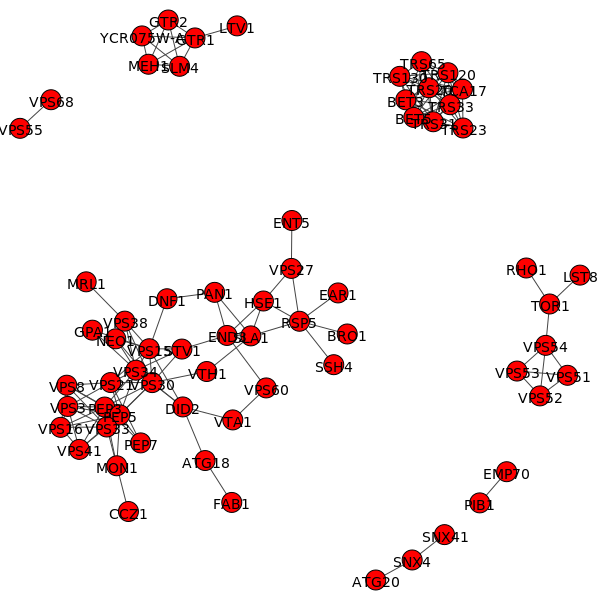 GTR2
LTV1
YCR075W-A
GTR1
MEH1
SLM4
TRS65
TRS130
TRS120
TCA17
BET3
TRS33
BET5
TRS31
TRS23
VPS68
VPS55
ENT5
VPS27
RHO1
LST8
MRL1
PAN1
EAR1
DNF1
HSE1
TOR1
VPS38
RSP5
GPA1
NEO1
END3
SLA1
BRO1
VPS15
STV1
VPS54
SSH4
VPS34
VTH1
VPS53
VPS51
VPS8
VPS21
VPS30
VPS60
VPS52
VPS3
PEP3
DID2
PEP5
VTA1
VPS16
VPS33
PEP7
VPS41
ATG18
MON1
EMP70
FAB1
PIB1
CCZ1
SNX41
SNX4
ATG20